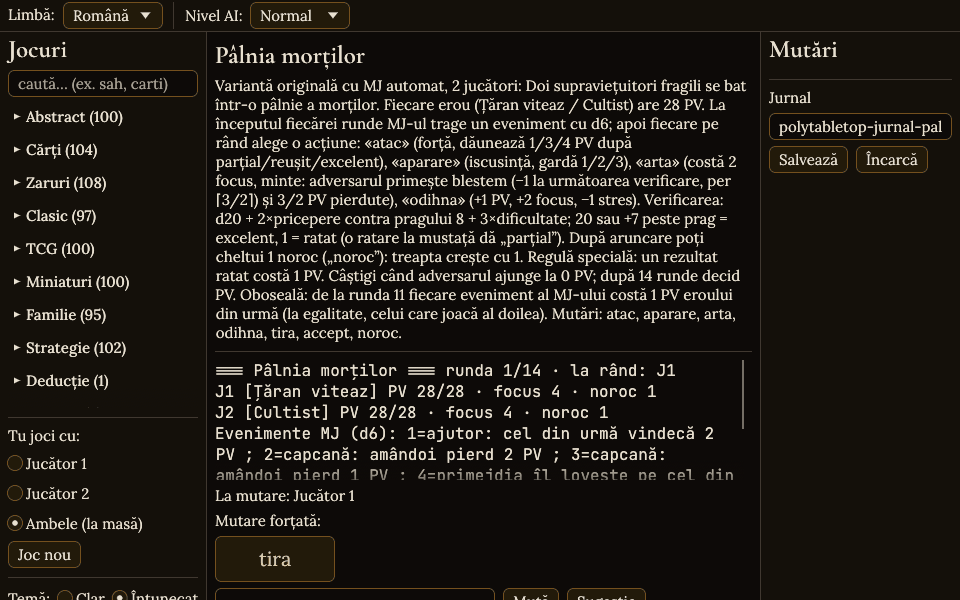 Limbă: Română ▼ Nivel AI: Normal ▼
Jocuri
caută... (ex. sah, carti)
▸ Abstract (100)
▸ Cărți (104)
▸ Zaruri (108)
▸ Clasic (97)
▸ TCG (100)
▸ Miniaturi (100)
▸ Familie (95)
▸ Strategie (102)
▸ Deducție (1)
Tu joci cu:
Jucător 1
Jucător 2
Ambele (la masă)
Joc nou
Temă: Clar Întunecat
Pâlnia morților
Variantă originală cu MJ automat, 2 jucători: Doi supraviețuitori fragili se bat
într-o pâlnie a morților. Fiecare erou (Țăran viteaz / Cultist) are 28 PV. La
începutul fiecărei runde MJ-ul trage un eveniment cu d6; apoi fiecare pe
rând alege o acțiune: «atac» (forță, dăunează 1/3/4 PV după
parțial/reușit/excelent), «aparare» (iscusință, gardă 1/2/3), «arta» (costă 2
focus, minte: adversarul primește blestem (−1 la următoarea verificare, per
⌈3/2⌉) și 3/2 PV pierdute), «odihna» (+1 PV, +2 focus, −1 stres). Verificarea:
d20 + 2×pricepere contra pragului 8 + 3×dificultate; 20 sau +7 peste prag =
excelent, 1 = ratat (o ratare la mustață dă „parțial”). După aruncare poți
cheltui 1 noroc („noroc”): treapta crește cu 1. Regulă specială: un rezultat
ratat costă 1 PV. Câștigi când adversarul ajunge la 0 PV; după 14 runde decid
PV. Oboseală: de la runda 11 fiecare eveniment al MJ-ului costă 1 PV eroului
din urmă (la egalitate, celui care joacă al doilea). Mutări: atac, aparare, arta,
odihna, tira, accept, noroc.
═══ Pâlnia morților ═══ runda 1/14 · la rând: J1
J1 [Țăran viteaz] PV 28/28 · focus 4 · noroc 1
J2 [Cultist] PV 28/28 · focus 4 · noroc 1
Evenimente MJ (d6): 1=ajutor: cel din urmă vindecă 2
PV ; 2=capcană: amândoi pierd 2 PV ; 3=capcană:
amândoi pierd 1 PV ; 4=primejdia îl lovește pe cel din
La mutare: Jucător 1
Mutare forțată:
tira
Mută Sugestie
Mutări
Jurnal
polytabletop-jurnal-pal
Salvează Încarcă